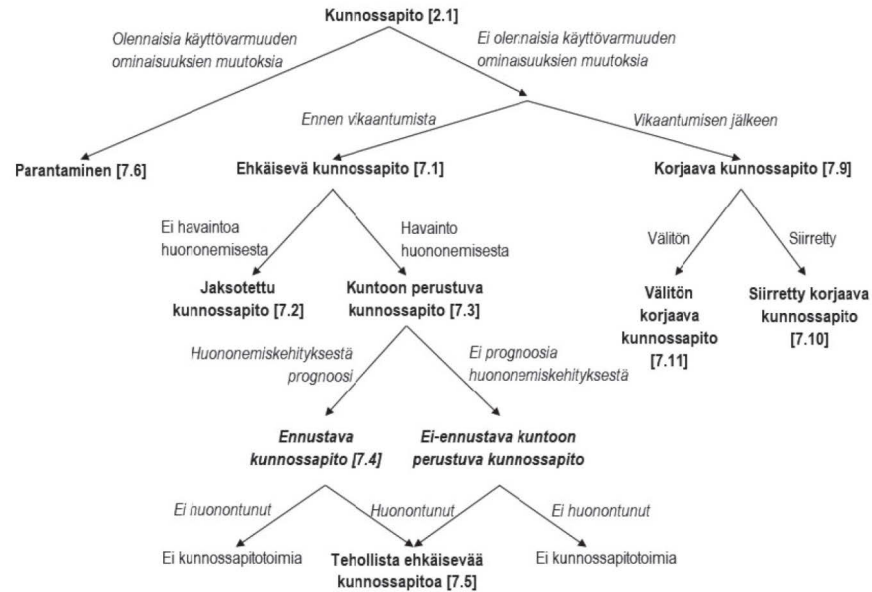 Kunnossapito [2.1]
Olennaisia käyttövarmuuden
ominaisuuksien muutoksia
Ei olennaisia käyttövarmuuden
ominaisuuksien muutoksia
Ennen vikaantumista
Vikaantumisen jälkeen
Parantaminen [7.6]
Ehkäisevä kunnossapito [7.1]
Korjaava kunnossapito [7.9]
Ei havaintoa
huononemisesta
Havainto
huononemisesta
Välitön
Siirretty
Jaksotettu
kunnossapito [7.2]
Kuntoon perustuva
kunnossapito [7.3]
Välitön
korjaava
kunnossapito
[7.11]
Siirretty korjaava
kunnossapito
[7.10]
Huononemiskehityksestä
prognoosi
Ei prognoosia
huononemiskehityksestä
Ennustava
kunnossapito [7.4]
Ei-ennustava kuntoon
perustuva kunnossapito
Ei huonontunut
Huonontunut
Ei huonontunut
Ei kunnossapitotoimia
Tehollista ehkäisevää
kunnossapitoa [7.5]
Ei kunnossapitotoimia